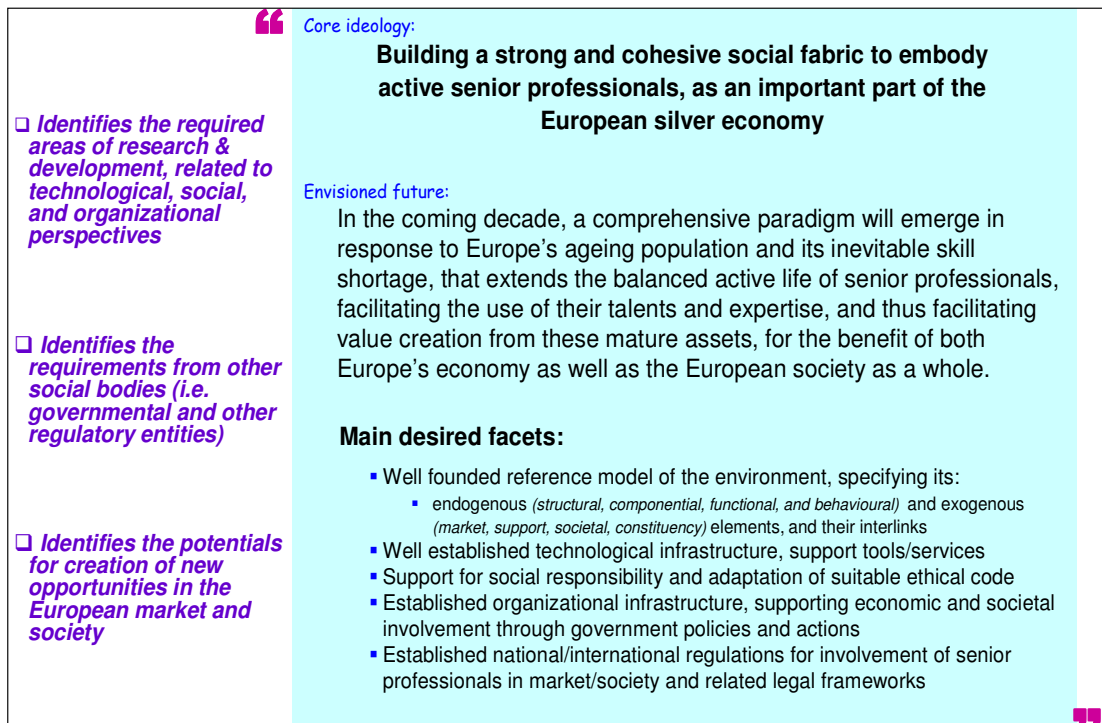 ❑ Identifies the required
areas of research &
development, related to
technological, social,
and organizational
perspectives
❑ Identifies the
requirements from other
social bodies (i.e.
governmental and other
regulatory entities)
❑ Identifies the potentials
for creation of new
opportunities in the
European market and
society
❝
Core ideology:
Building a strong and cohesive social fabric to embody
active senior professionals, as an important part of the
European silver economy
Envisioned future:
In the coming decade, a comprehensive paradigm will emerge in
response to Europe's ageing population and its inevitable skill
shortage, that extends the balanced active life of senior professionals,
facilitating the use of their talents and expertise, and thus facilitating
value creation from these mature assets, for the benefit of both
Europe's economy as well as the European society as a whole.
Main desired facets:
▪ Well founded reference model of the environment, specifying its:
▪ endogenous (structural, componential, functional, and behavioural) and exogenous
(market, support, societal, constituency) elements, and their interlinks
▪ Well established technological infrastructure, support tools/services
▪ Support for social responsibility and adaptation of suitable ethical code
▪ Established organizational infrastructure, supporting economic and societal
involvement through government policies and actions
▪ Established national/international regulations for involvement of senior
professionals in market/society and related legal frameworks
❞